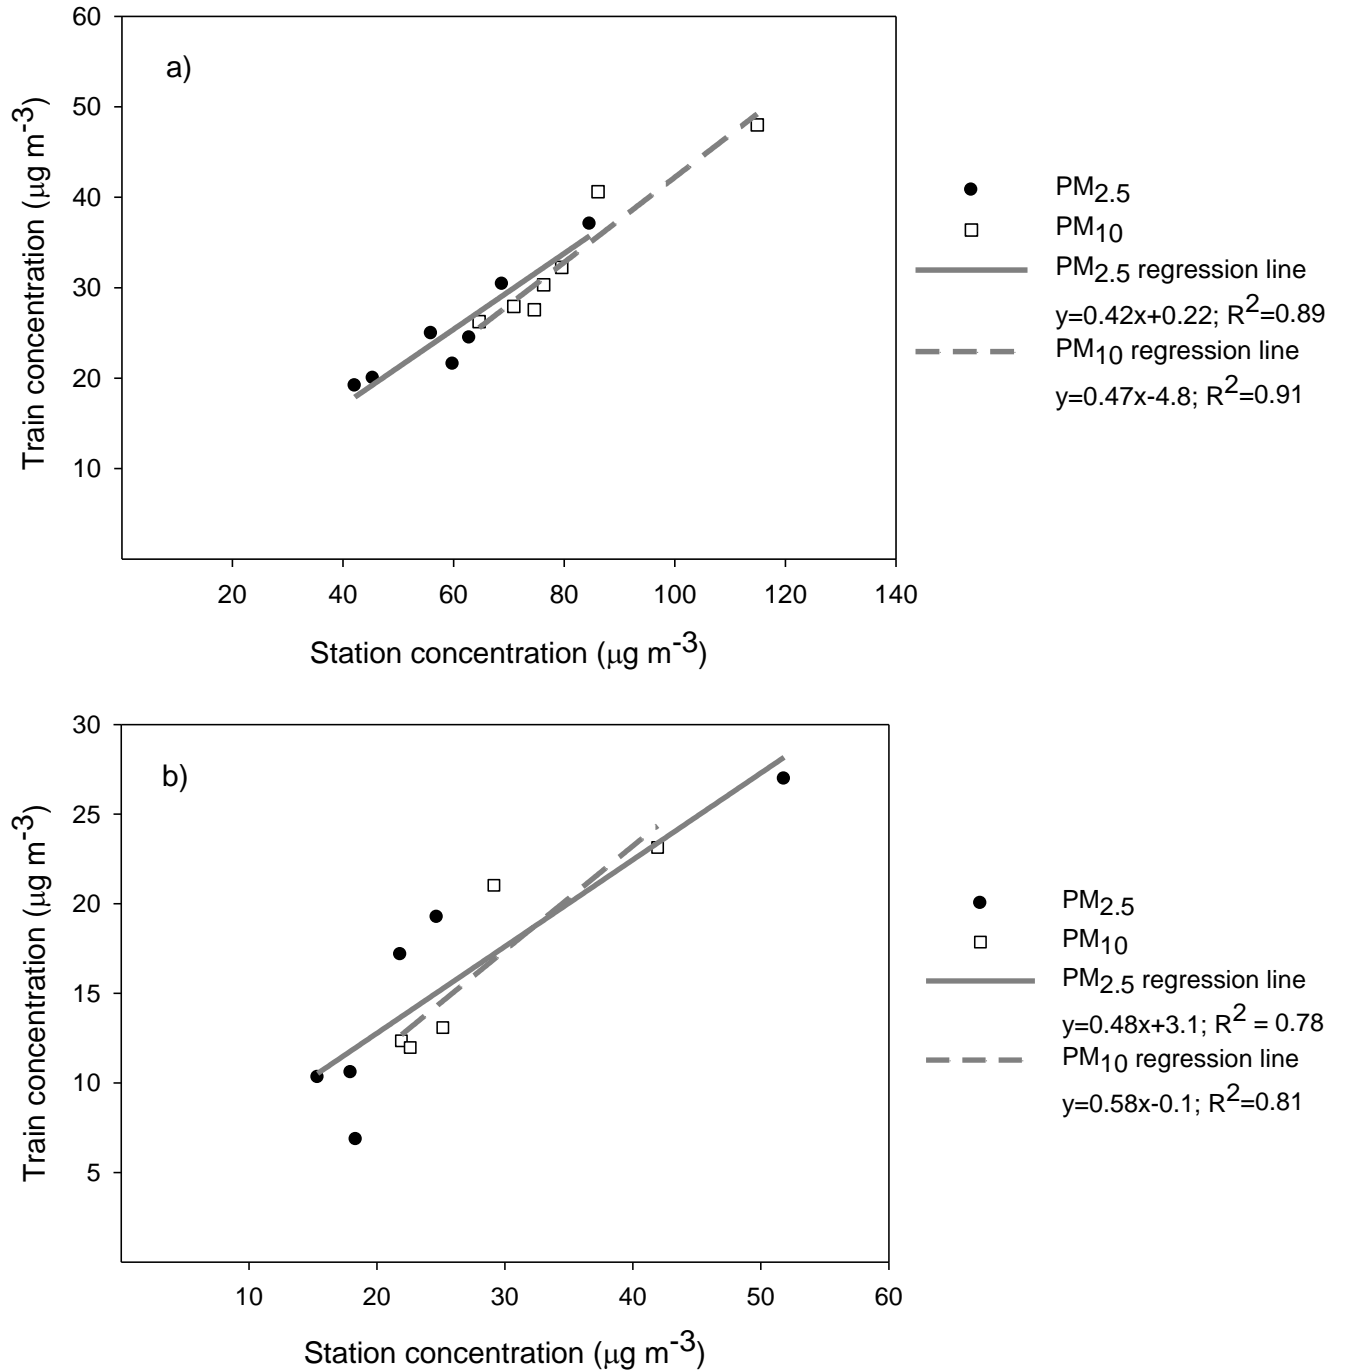 a)
60
50
40
30
20
10
20 40 60 80 100 120 140
Train concentration (μg m-3)
Station concentration (μg m-3)
PM2.5
PM10
PM2.5 regression line
y=0.42x+0.22; R2=0.89
PM10 regression line
y=0.47x-4.8; R2=0.91
b)
30
25
20
15
10
5
10 20 30 40 50 60
Train concentration (μg m-3)
Station concentration (μg m-3)
PM2.5
PM10
PM2.5 regression line
y=0.48x+3.1; R2 = 0.78
PM10 regression line
y=0.58x-0.1; R2=0.81